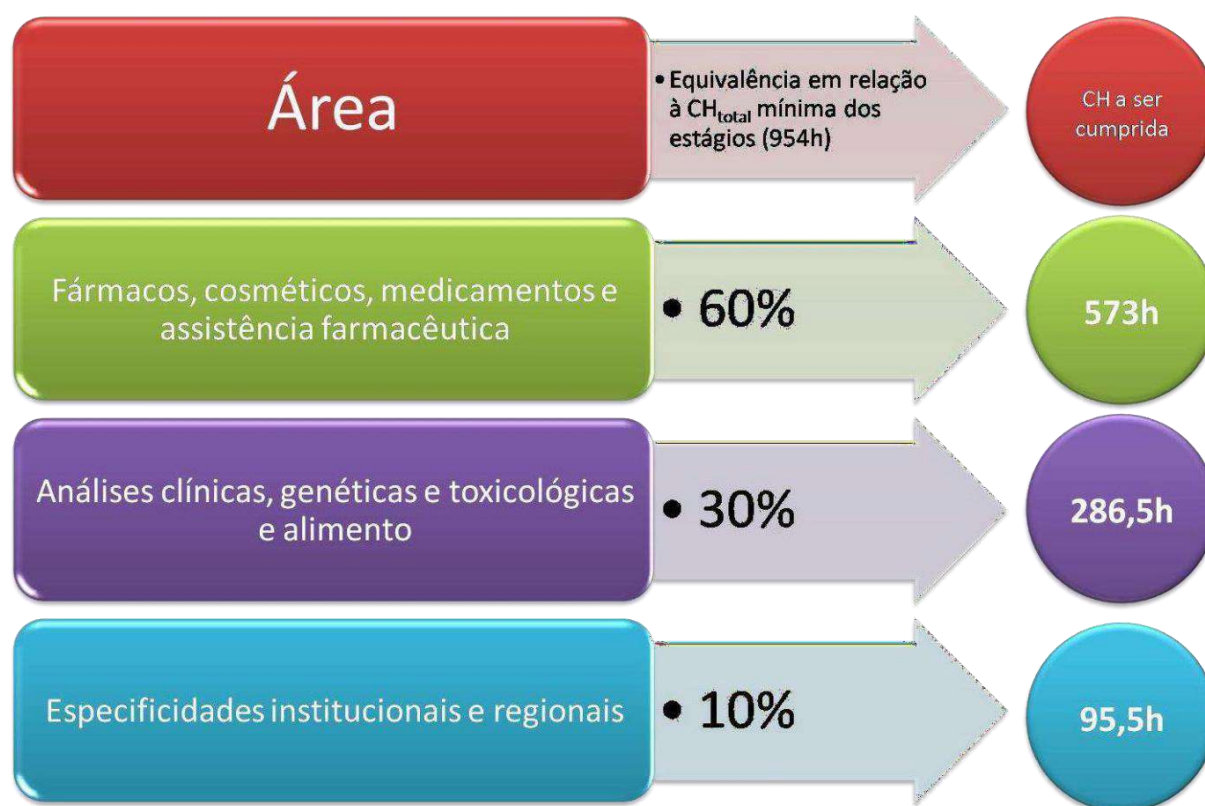 Área
• Equivalência em relação
à CHtotal mínima dos
estágios (954h)
CH a ser
cumprida
Fármacos, cosméticos, medicamentos e
assistência farmacêutica
• 60%
573h
Análises clínicas, genéticas e toxicológicas
e alimento
• 30%
286,5h
Especificidades institucionais e regionais
• 10%
95,5h